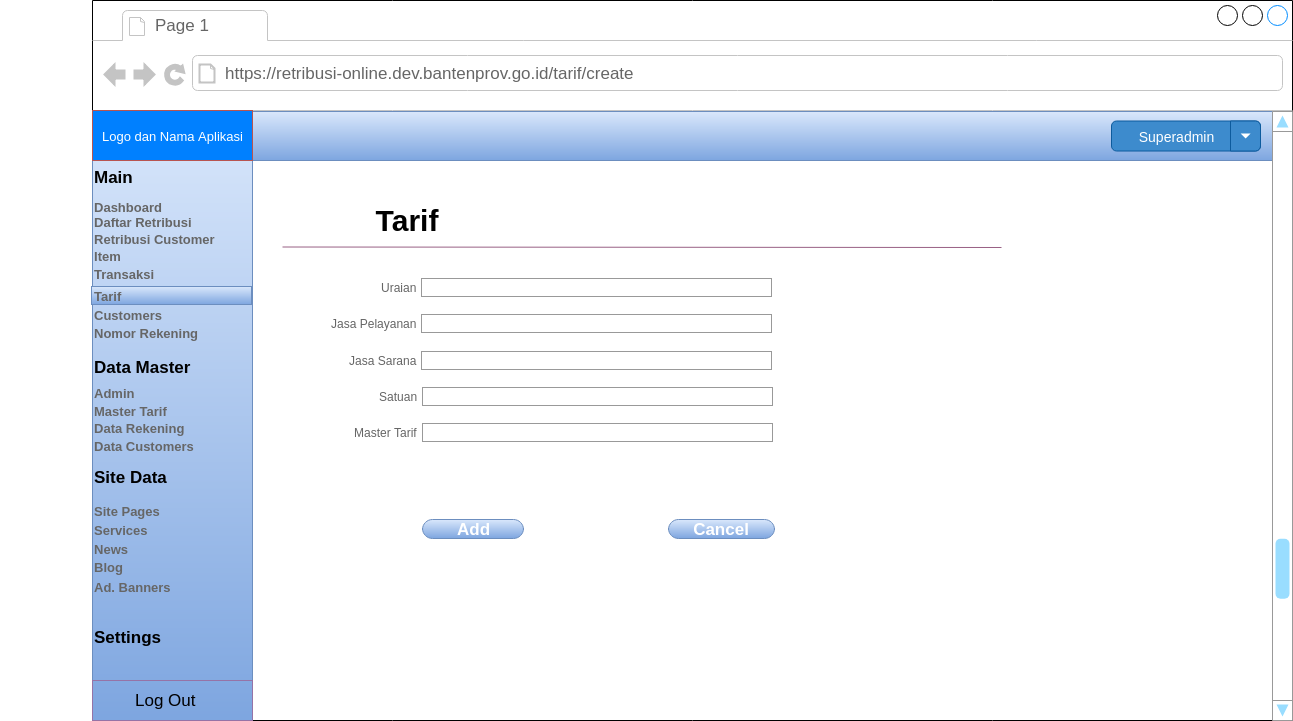 Page 1
https://retribusi-online.dev.bantenprov.go.id/tarif/create
Logo dan Nama Aplikasi
Superadmin
Main
Dashboard
Daftar Retribusi
Retribusi Customer
Item
Transaksi
Tarif
Customers
Nomor Rekening
Data Master
Admin
Master Tarif
Data Rekening
Data Customers
Site Data
Site Pages
Services
News
Blog
Ad. Banners
Settings
Log Out
Tarif
Uraian
Jasa Pelayanan
Jasa Sarana
Satuan
Master Tarif
Add
Cancel